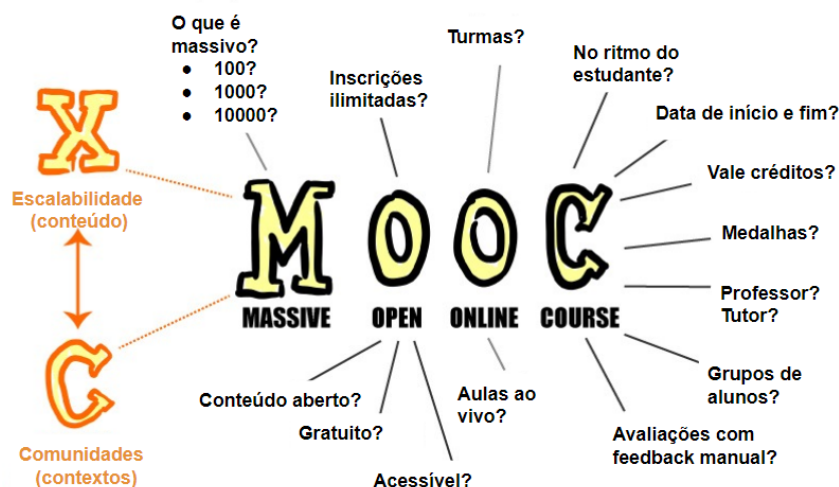 O que é
massivo?
● 100?
● 1000?
● 10000?
Inscrições
ilimitadas?
Turmas?
No ritmo do
estudante?
Data de início e fim?
Vale créditos?
Medalhas?
Professor?
Tutor?
Grupos de
alunos?
Avaliações com
feedback manual?
X
Escalabilidade
(conteúdo)
C
Comunidades
(contextos)
MOOC
MASSIVE OPEN ONLINE COURSE
Conteúdo aberto?
Gratuito?
Acessível?
Aulas ao
vivo?